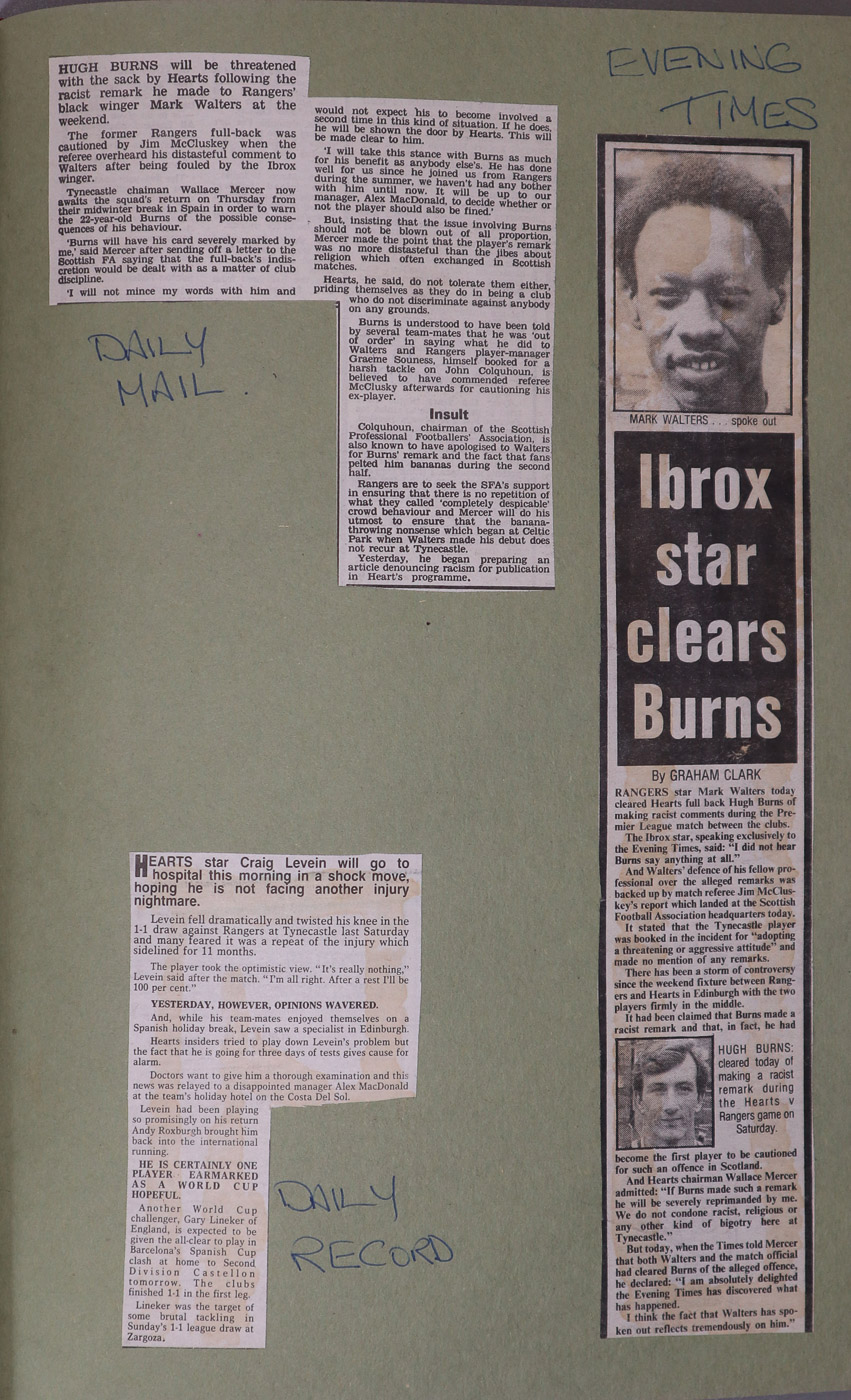 HUGH BURNS will be threatened
with the sack by Hearts following the
racist remark he made to Rangers'
black winger Mark Walters at the
weekend.
The former Rangers full-back was
cautioned by Jim McCluskey when the
referee overheard his distasteful comment to
Walters after being fouled by the Ibrox
winger.
Tynecastle chaiman Wallace Mercer now
awaits the squad's return on Thursday from
their midwinter break in Spain in order to warn
the 22-year-old Burns of the possible conse-
quences of his behaviour.
'Burns will have his card severely marked by
me,' said Mercer after sending off a letter to the
Scottish FA saying that the full-back's indis-
cretion would be dealt with as a matter of club
discipline.
'I will not mince my words with him and
would not expect his to become involved a
second time in this kind of situation. If he does,
he will be shown the door by Hearts. This will
be made clear to him.
'I will take this stance with Burns as much
for his benefit as anybody else's. He has done
well for us since he joined us from Rangers
during the summer, we haven't had any bother
with him until now. It will be up to our
manager, Alex MacDonald, to decide whether or
not the player should also be fined.'
But, insisting that the issue involving Burns
should not be blown out of all proportion,
Mercer made the point that the player's remark
was no more distasteful than the jibes about
religion which often exchanged in Scottish
matches.
Hearts, he said, do not tolerate them either,
priding themselves as they do in being a club
who do not discriminate against anybody
on any grounds.
Burns is understood to have been told
by several team-mates that he was 'out
of order' in saying what he did to
Walters and Rangers player-manager
Graeme Souness, himself booked for a
harsh tackle on John Colquhoun, is
believed to have commended referee
McClusky afterwards for cautioning his
ex-player.
Insult
Colquhoun, chairman of the Scottish
Professional Footballers' Association, is
also known to have apologised to Walters
for Burns' remark and the fact that fans
pelted him bananas during the second
half.
Rangers are to seek the SFA's support
in ensuring that there is no repetition of
what they called 'completely despicable'
crowd behaviour and Mercer will do his
utmost to ensure that the banana-
throwing nonsense which began at Celtic
Park when Walters made his debut does
not recur at Tynecastle.
Yesterday, he began preparing an
article denouncing racism for publication
in Heart's programme.
DAILY
MAIL.
HEARTS star Craig Levein will go to
hospital this morning in a shock move,
hoping he is not facing another injury
nightmare.
Levein fell dramatically and twisted his knee in the
1-1 draw against Rangers at Tynecastle last Saturday
and many feared it was a repeat of the injury which
sidelined for 11 months.
The player took the optimistic view. "It's really nothing,"
Levein said after the match. "I'm all right. After a rest I'll be
100 per cent."
YESTERDAY, HOWEVER, OPINIONS WAVERED.
And, while his team-mates enjoyed themselves on a
Spanish holiday break, Levein saw a specialist in Edinburgh.
Hearts insiders tried to play down Levein's problem but
the fact that he is going for three days of tests gives cause for
alarm.
Doctors want to give him a thorough examination and this
news was relayed to a disappointed manager Alex MacDonald
at the team's holiday hotel on the Costa Del Sol.
Levein had been playing
so promisingly on his return
Andy Roxburgh brought him
back into the international
running.
HE IS CERTAINLY ONE
PLAYER EARMARKED
AS A WORLD CUP
HOPEFUL.
Another World Cup
challenger, Gary Lineker of
England, is expected to be
given the all-clear to play in
Barcelona's Spanish Cup
clash at home to Second
Division Castellon
tomorrow. The clubs
finished 1-1 in the first leg.
Lineker was the target of
some brutal tackling in
Sunday's 1-1 league draw at
Zargoza.
DAILY
RECORD
EVENING
TIMES
MARK WALTERS . . . spoke out
Ibrox
star
clears
Burns
By GRAHAM CLARK
RANGERS star Mark Walters today
cleared Hearts full back Hugh Burns of
making racist comments during the Pre-
mier League match between the clubs.
The Ibrox star, speaking exclusively to
the Evening Times, said: "I did not hear
Burns say anything at all."
And Walters' defence of his fellow pro-
fessional over the alleged remarks was
backed up by match referee Jim McClus-
key's report which landed at the Scottish
Football Association headquarters today.
It stated that the Tynecastle player
was booked in the incident for "adopting
a threatening or aggressive attitude" and
made no mention of any remarks.
There has been a storm of controversy
since the weekend fixture between Rang-
ers and Hearts in Edinburgh with the two
players firmly in the middle.
It had been claimed that Burns made a
racist remark and that, in fact, he had
HUGH BURNS:
cleared today of
making a racist
remark during
the Hearts v
Rangers game on
Saturday.
become the first player to be cautioned
for such an offence in Scotland.
And Hearts chairman Wallace Mercer
admitted: "If Burns made such a remark
he will be severely reprimanded by me.
We do not condone racist, religious or
any other kind of bigotry here at
Tynecastle."
But today, when the Times told Mercer
that both Walters and the match official
had cleared Burns of the alleged offence,
he declared: "I am absolutely delighted
the Evening Times has discovered what
has happened.
I think the fact that Walters has spo-
ken out reflects tremendously on him."